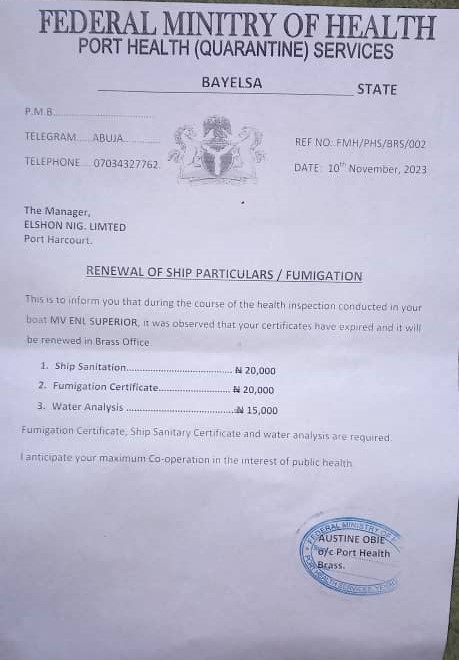 FEDERAL MINITRY OF HEALTH
PORT HEALTH (QUARANTINE) SERVICES
BAYELSA STATE
P.M.B..............................
TELEGRAM.....ABUJA............
TELEPHONE....07034327762
REF NO: FMH/PHS/BRS/002
DATE: 10th November, 2023
The Manager,
ELSHON NIG. LIMTED
Port Harcourt.
RENEWAL OF SHIP PARTICULARS / FUMIGATION
This is to inform you that during the course of the health inspection conducted in your
boat MV ENL SUPERIOR, it was observed that your certificates have expired and it will
be renewed in Brass Office
1. Ship Sanitation.................................. ₦ 20,000
2. Fumigation Certificate....................... ₦ 20,000
3. Water Analysis ...................................₦ 15,000
Fumigation Certificate, Ship Sanitary Certificate and water analysis are required.
I anticipate your maximum Co-operation in the interest of public health.
FEDERAL MINISTRY OF
AUSTINE OBIE
o/c Port Health
Brass.
PORT HEALTH SERVICES